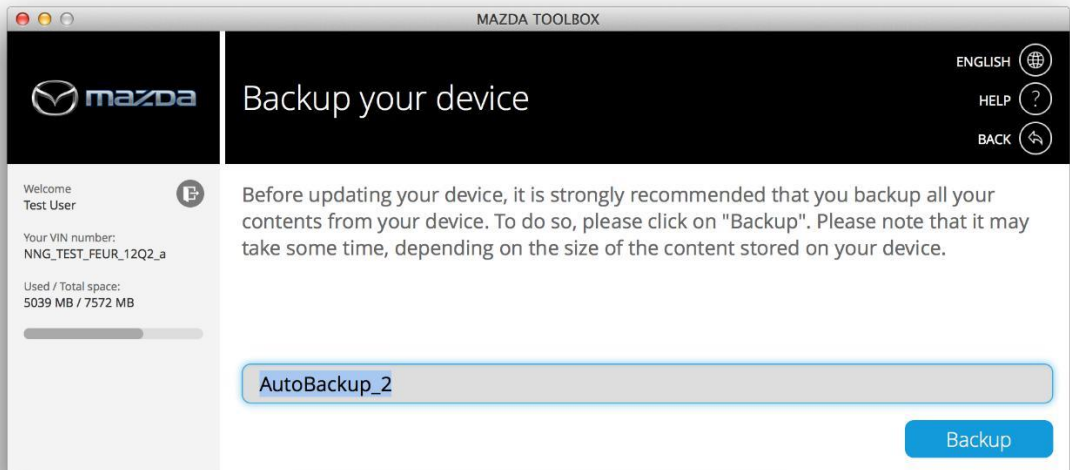 MAZDA TOOLBOX
mazda
Backup your device
ENGLISH
HELP
?
BACK
Welcome
Test User
Your VIN number:
NNG_TEST_FEUR_12Q2_a
Used / Total space:
5039 MB / 7572 MB
Before updating your device, it is strongly recommended that you backup all your
contents from your device. To do so, please click on "Backup". Please note that it may
take some time, depending on the size of the content stored on your device.
AutoBackup_2
Backup